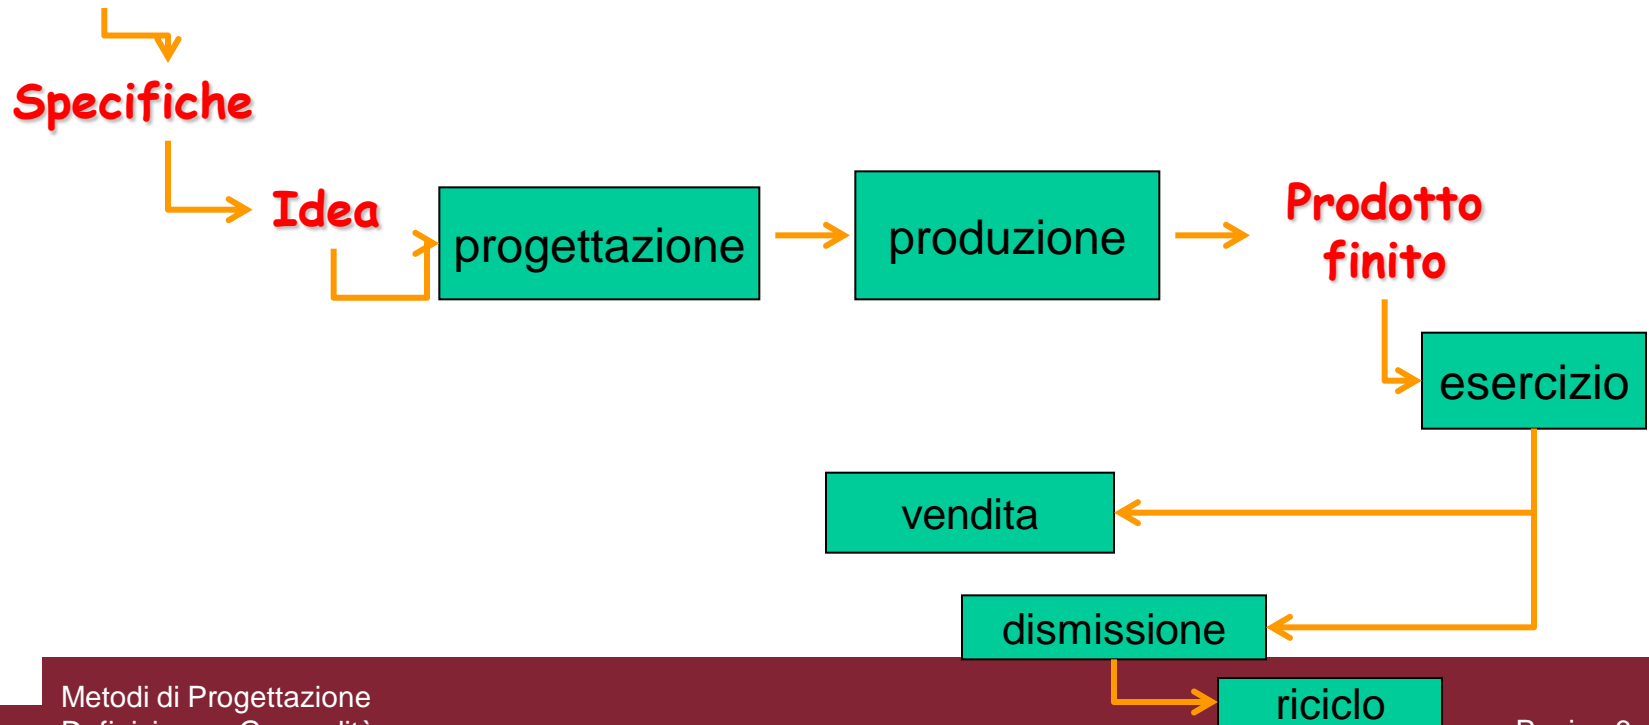 Specifiche
Idea
progettazione
produzione
Prodotto
finito
esercizio
vendita
dismissione
riciclo
Metodi di Progettazione